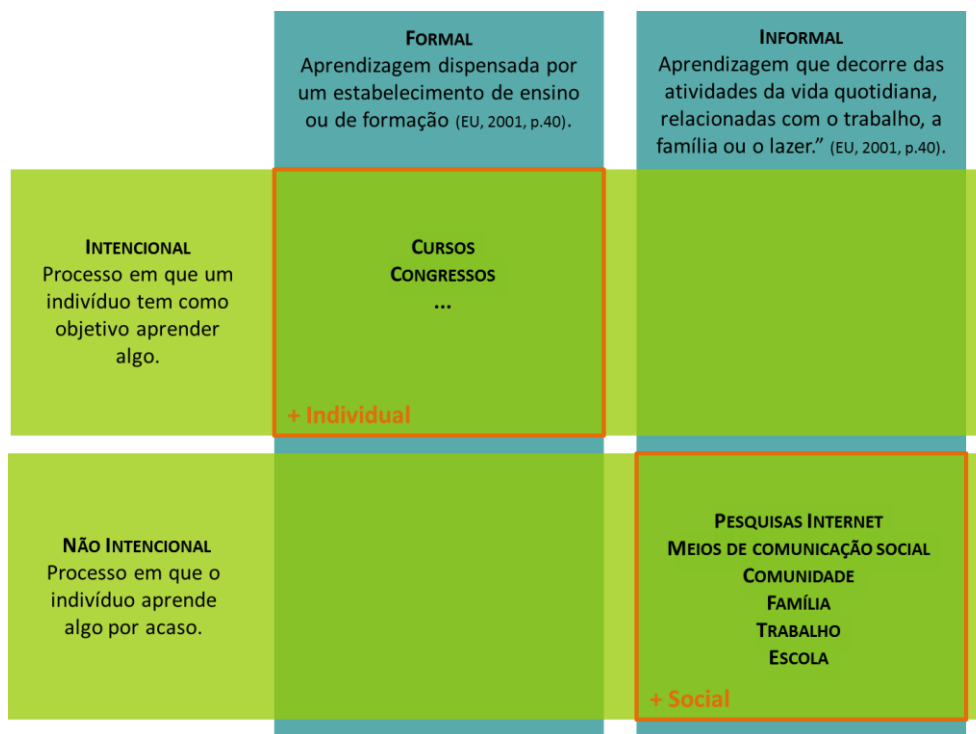 FORMAL
Aprendizagem dispensada por
um estabelecimento de ensino
ou de formação (EU, 2001, p.40).
INFORMAL
Aprendizagem que decorre das
atividades da vida quotidiana,
relacionadas com o trabalho, a
família ou o lazer.” (EU, 2001, p.40).
INTENCIONAL
Processo em que um
indivíduo tem como
objetivo aprender
algo.
CURSOS
CONGRESSOS
...
+ Individual
NÃO INTENCIONAL
Processo em que o
indivíduo aprende
algo por acaso.
PESQUISAS INTERNET
MEIOS DE COMUNICAÇÃO SOCIAL
COMUNIDADE
FAMÍLIA
TRABALHO
ESCOLA
+ Social